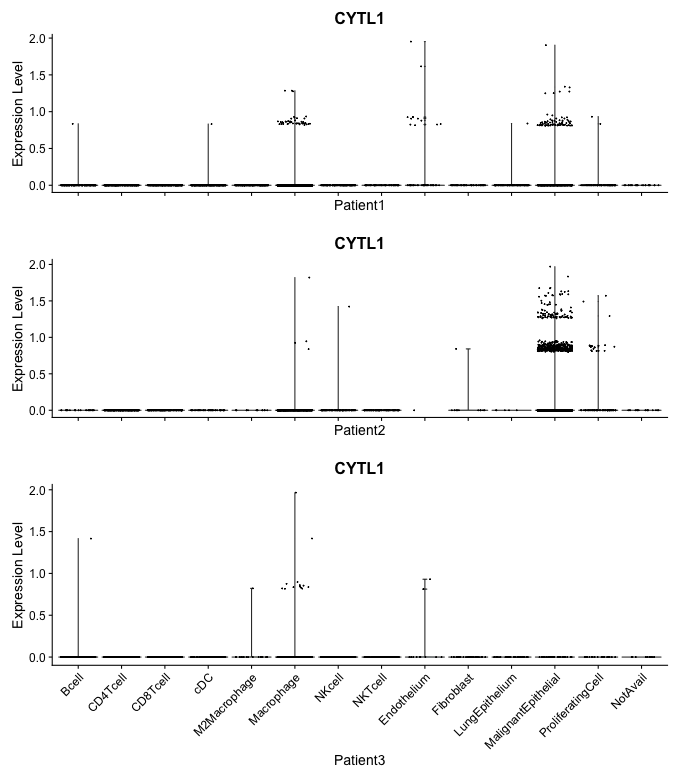 CYTL1
Expression Level
2.0
1.5
1.0
0.5
0.0
Patient1
CYTL1
Expression Level
2.0
1.5
1.0
0.5
0.0
Patient2
CYTL1
Expression Level
2.0
1.5
1.0
0.5
0.0
Bcell
CD4Tcell
CD8Tcell
cDC
M2Macrophage
Macrophage
NKcell
NKTcell
Endothelium
Fibroblast
LungEpithelium
MalignantEpithelial
ProliferatingCell
NotAvail
Patient3